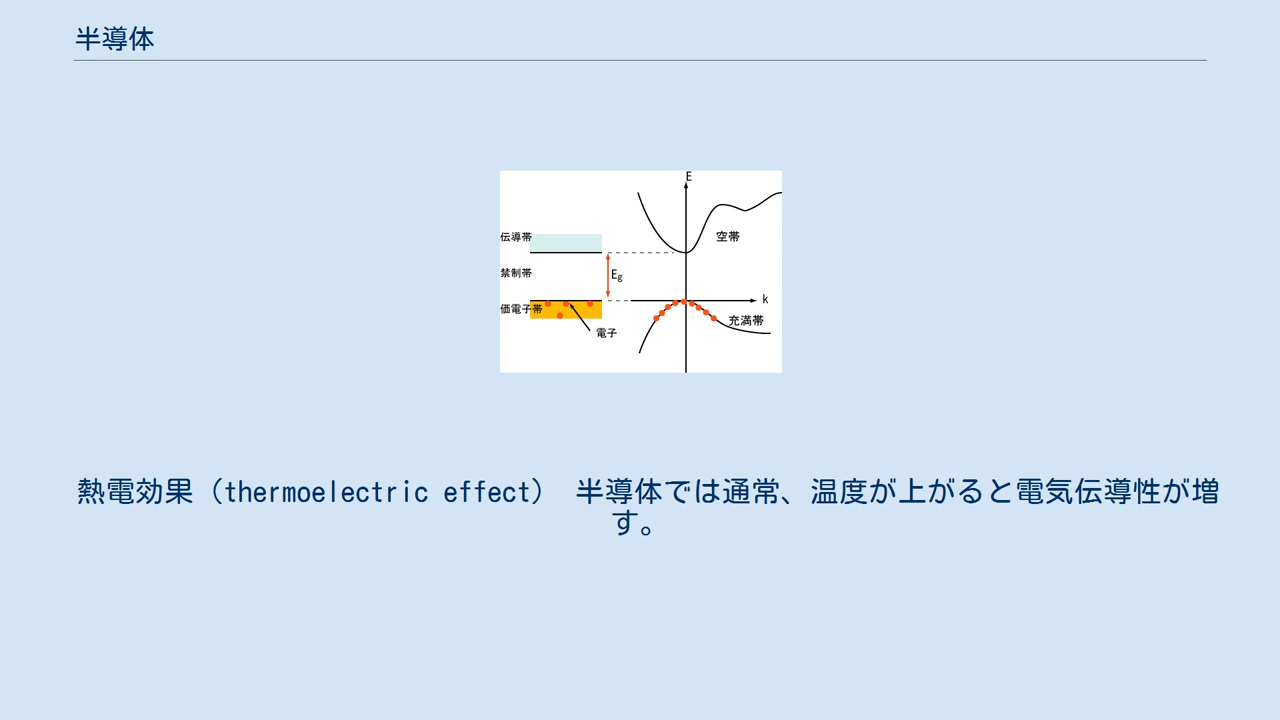 半導体
E
伝導帯
空帯
禁制帯
Eg
k
価電子帯
充満帯
電子
熱電効果（thermoelectric effect） 半導体では通常、温度が上がると電気伝導性が増
す。